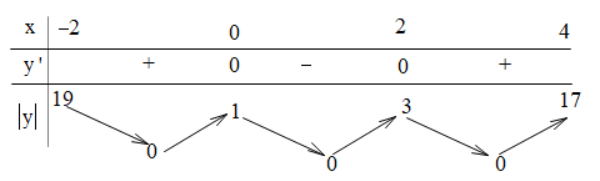 x –2 0 2 4
y ' + 0 – 0 +
|y| 19 0 1 0 3 0 17